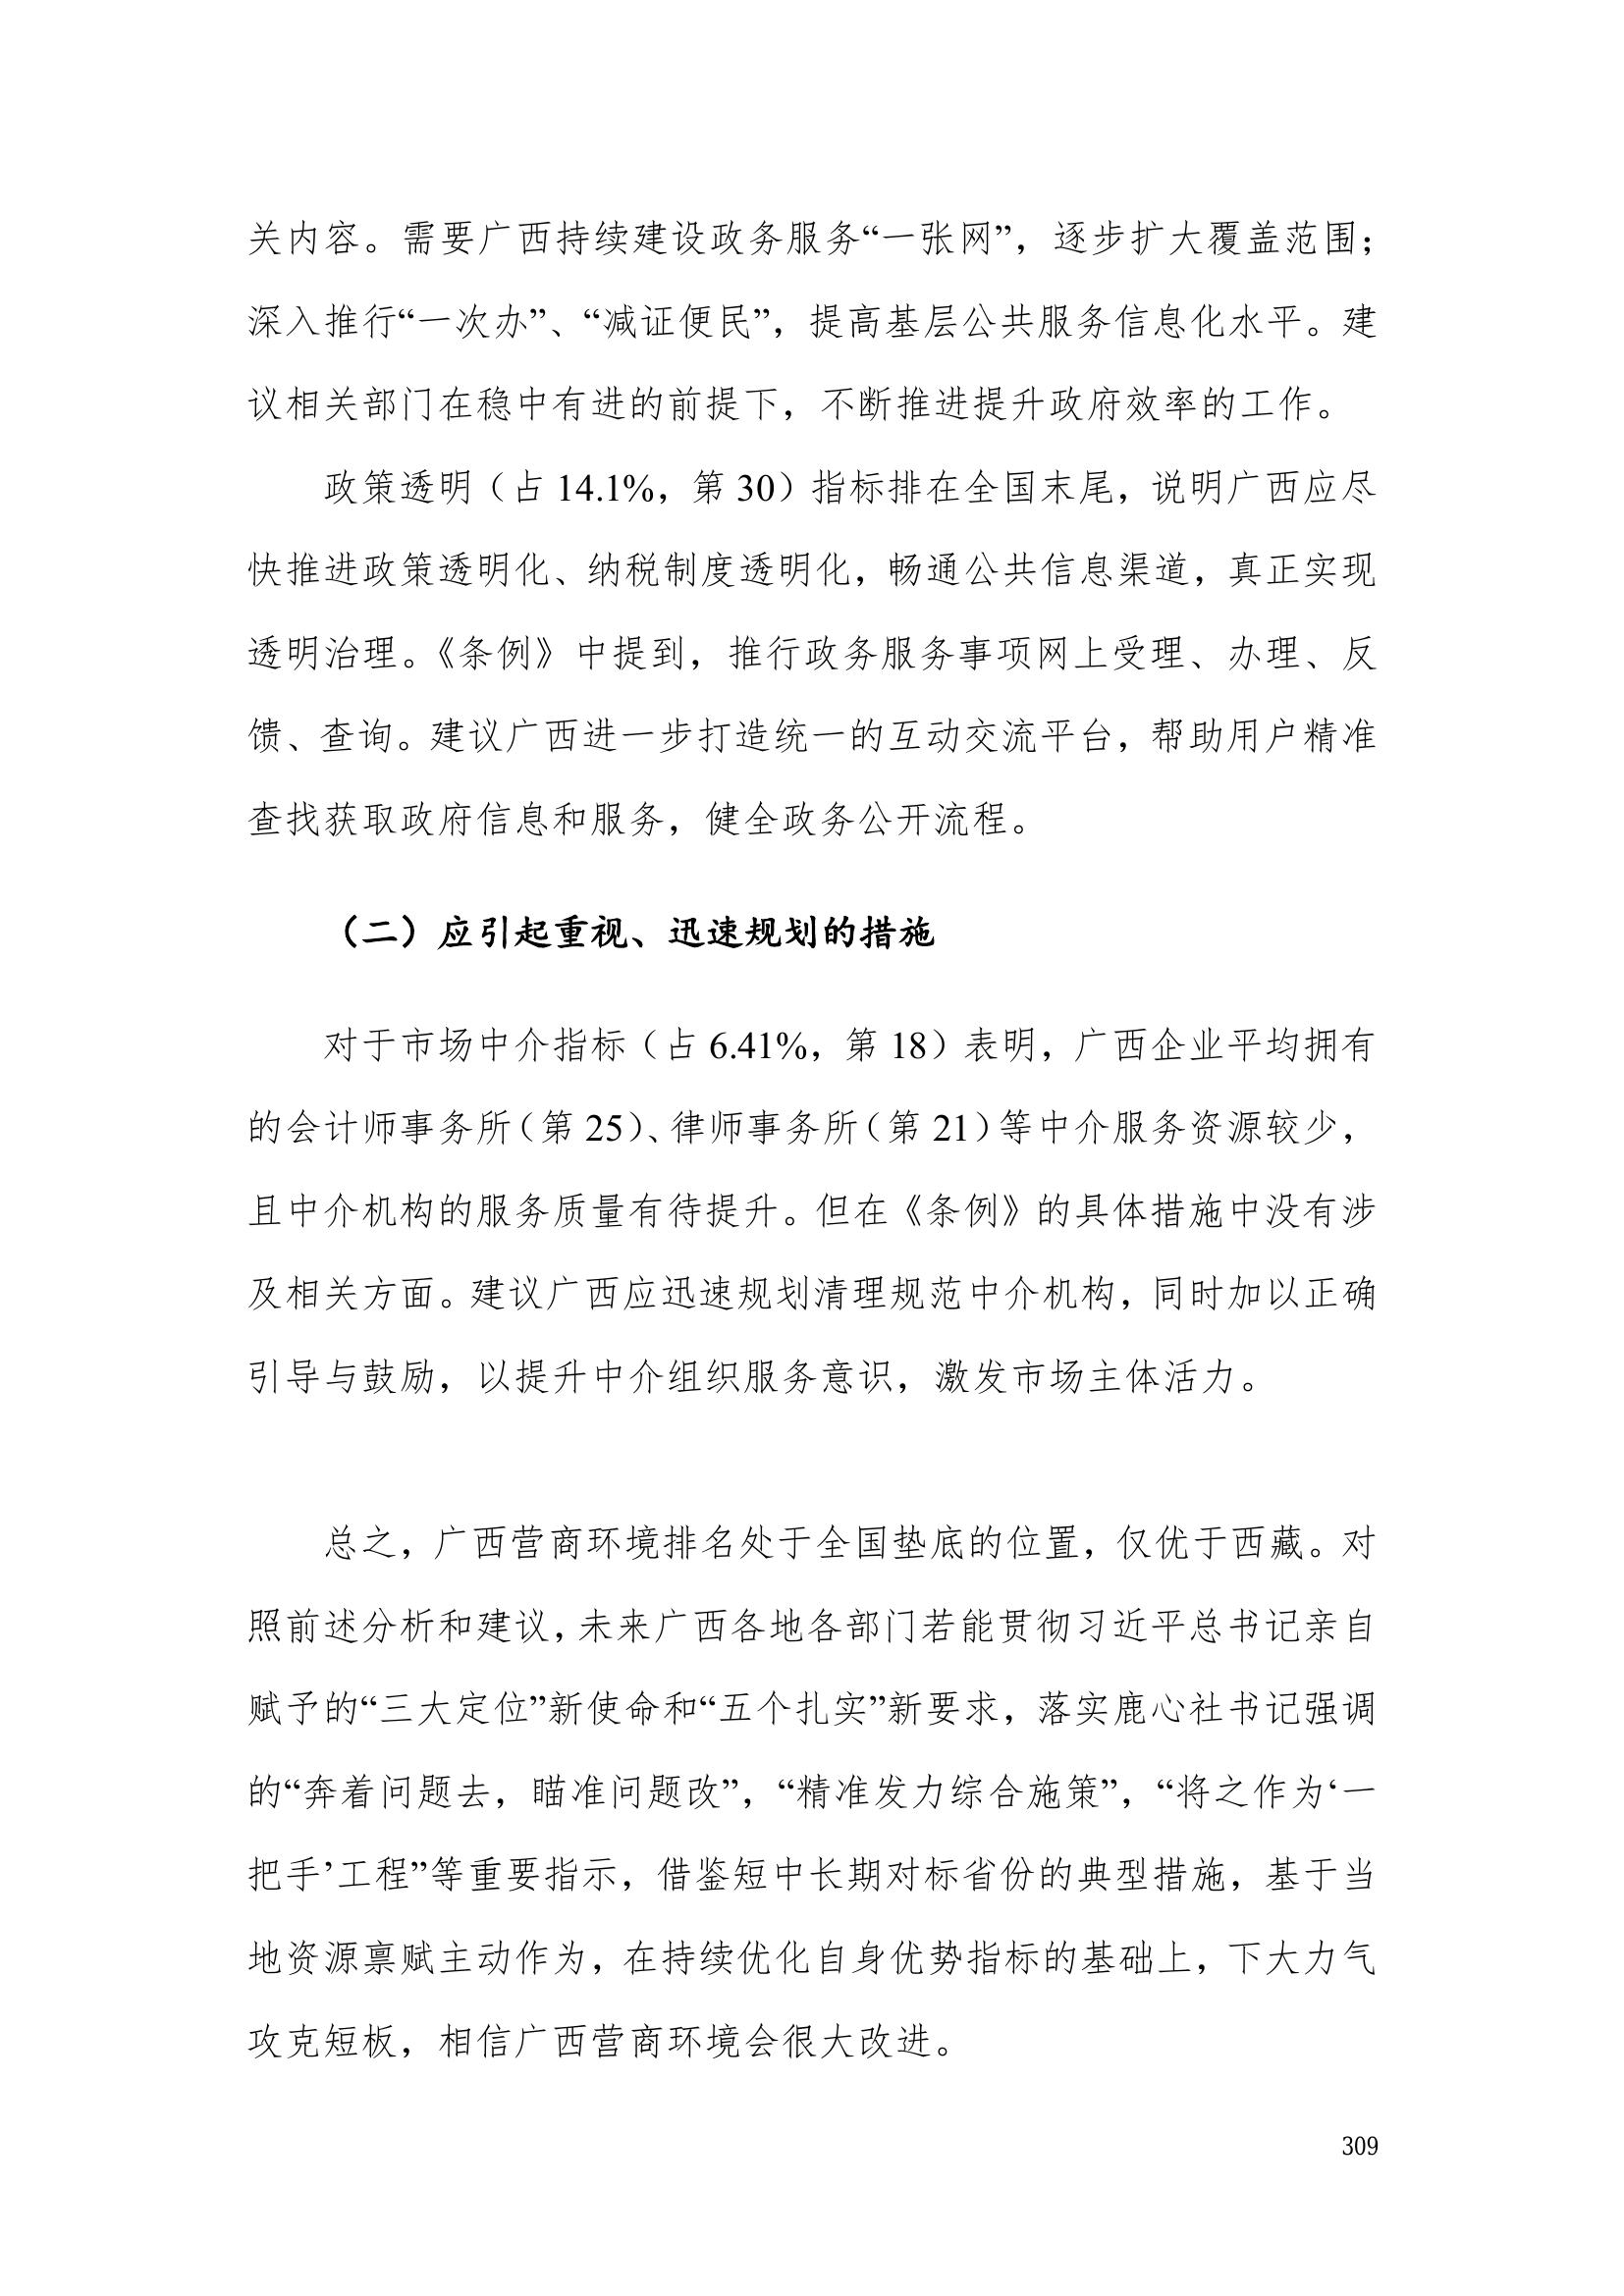 关内容。需要广西持续建设政务服务“一张网”，逐步扩大覆盖范围；
深入推行“一次办”、“减证便民”，提高基层公共服务信息化水平。建
议相关部门在稳中有进的前提下，不断推进提升政府效率的工作。
政策透明（占 14.1%，第 30）指标排在全国末尾，说明广西应尽
快推进政策透明化、纳税制度透明化，畅通公共信息渠道，真正实现
透明治理。《条例》中提到，推行政务服务事项网上受理、办理、反
馈、查询。建议广西进一步打造统一的互动交流平台，帮助用户精准
查找获取政府信息和服务，健全政务公开流程。
（二）应引起重视、迅速规划的措施
对于市场中介指标（占 6.41%，第 18）表明，广西企业平均拥有
的会计师事务所（第 25）、律师事务所（第 21）等中介服务资源较少，
且中介机构的服务质量有待提升。但在《条例》的具体措施中没有涉
及相关方面。建议广西应迅速规划清理规范中介机构，同时加以正确
引导与鼓励，以提升中介组织服务意识，激发市场主体活力。
总之，广西营商环境排名处于全国垫底的位置，仅优于西藏。对
照前述分析和建议，未来广西各地各部门若能贯彻习近平总书记亲自
赋予的“三大定位”新使命和“五个扎实”新要求，落实鹿心社书记强调
的“奔着问题去，瞄准问题改”，“精准发力综合施策”，“将之作为‘一
把手’工程”等重要指示，借鉴短中长期对标省份的典型措施，基于当
地资源禀赋主动作为，在持续优化自身优势指标的基础上，下大力气
攻克短板，相信广西营商环境会很大改进。
309